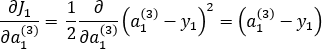 ∂J₁/∂a₁⁽³⁾ = 1/2 ∂/∂a₁⁽³⁾ (a₁⁽³⁾ − y₁)² = (a₁⁽³⁾ − y₁)